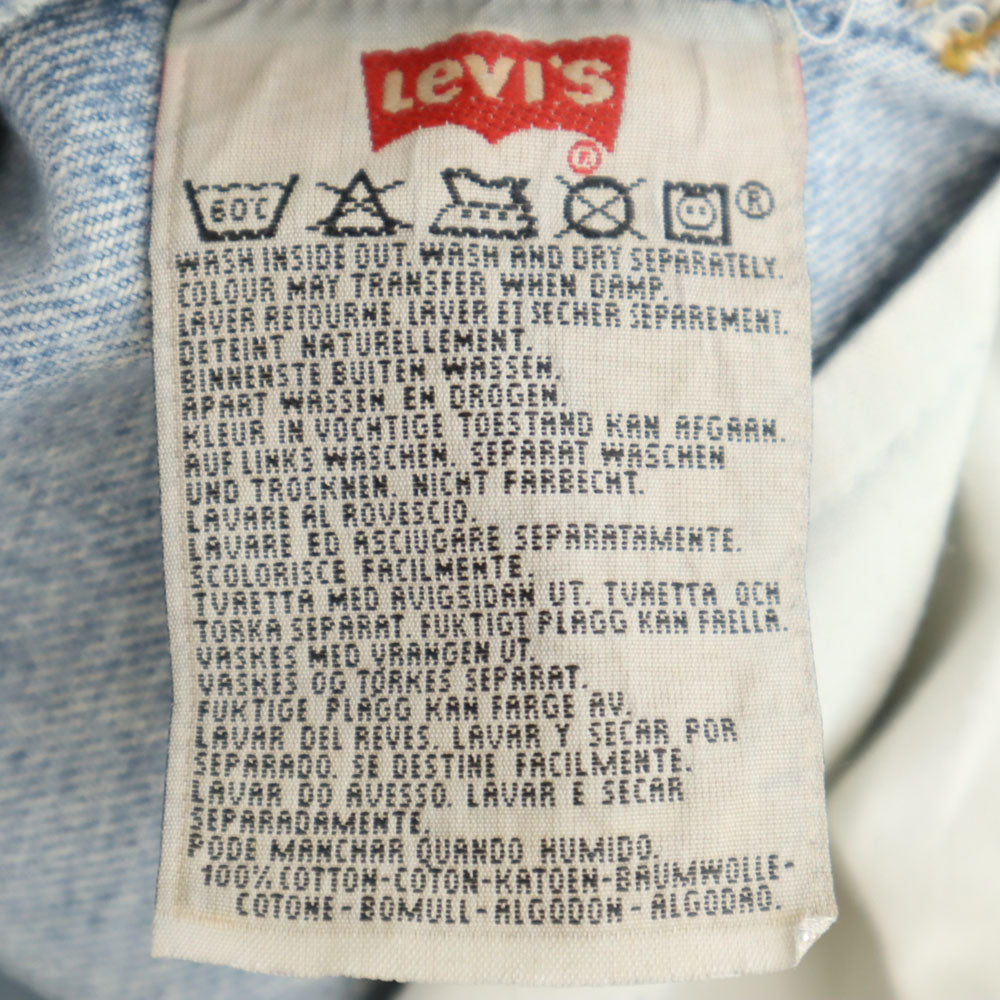 LEVI'S
®
60°C ®
WASH INSIDE OUT. WASH AND DRY SEPARATELY.
COLOUR MAY TRANSFER WHEN DAMP.
LAVER RETOURNE. LAVER ET SECHER SEPAREMENT.
DETEINT NATURELLEMENT.
BINNENSTE BUITEN WASSEN.
APART WASSEN EN DROGEN.
KLEUR IN VOCHTIGE TOESTAND KAN AFGAAN.
AUF LINKS WASCHEN. SEPARAT WASCHEN
UND TROCKNEN. NICHT FARBECHT.
LAVARE AL ROVESCIO.
LAVARE ED ASCIUGARE SEPARATAMENTE.
SCOLORISCE FACILMENTE.
TVAETTA MED AVIGSIDAN UT. TVAETTA OCH
TORKA SEPARAT. FUKTIGT PLAGG KAN FAELLA.
VASKES MED VRANGEN UT.
VASKES OG TORKES SEPARAT.
FUKTIGE PLAGG KAN FARGE AV.
LAVAR DEL REVES. LAVAR Y SECAR POR
SEPARADO. SE DESTINE FACILMENTE.
LAVAR DO AVESSO. LAVAR E SECAR
SEPARADAMENTE.
PODE MANCHAR QUANDO HUMIDO.
100% COTTON-COTON-KATOEN-BAUMWOLLE-
COTONE-BOMULL-ALGODON-ALGODAO.